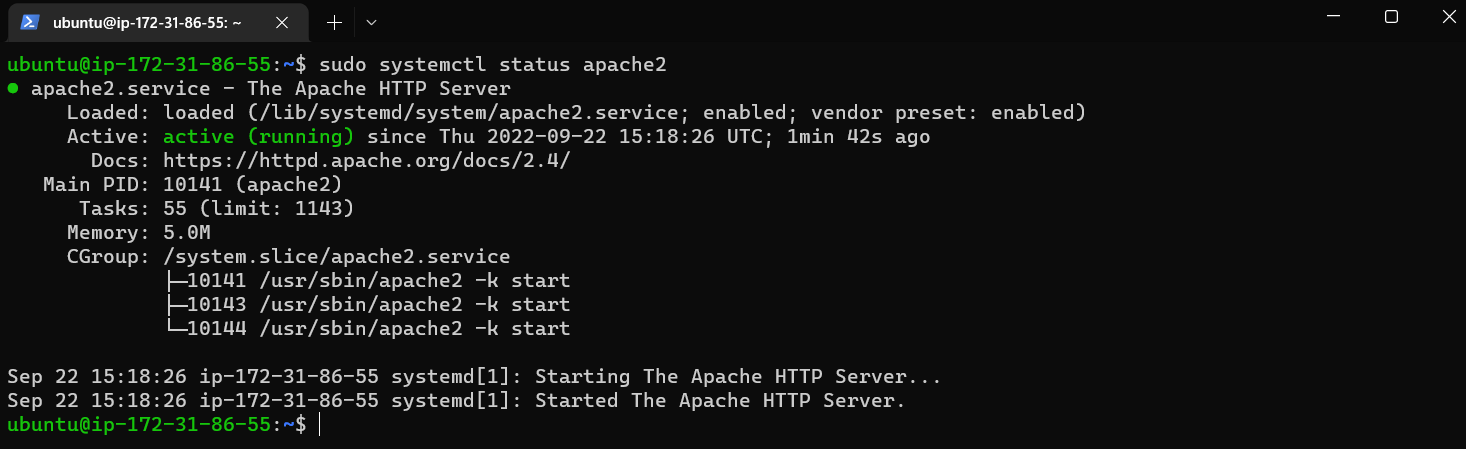 ubuntu@ip-172-31-86-55: ~
ubuntu@ip-172-31-86-55:~$ sudo systemctl status apache2
● apache2.service - The Apache HTTP Server
     Loaded: loaded (/lib/systemd/system/apache2.service; enabled; vendor preset: enabled)
     Active: active (running) since Thu 2022-09-22 15:18:26 UTC; 1min 42s ago
       Docs: https://httpd.apache.org/docs/2.4/
   Main PID: 10141 (apache2)
      Tasks: 55 (limit: 1143)
     Memory: 5.0M
     CGroup: /system.slice/apache2.service
             ├─10141 /usr/sbin/apache2 -k start
             ├─10143 /usr/sbin/apache2 -k start
             └─10144 /usr/sbin/apache2 -k start
Sep 22 15:18:26 ip-172-31-86-55 systemd[1]: Starting The Apache HTTP Server...
Sep 22 15:18:26 ip-172-31-86-55 systemd[1]: Started The Apache HTTP Server.
ubuntu@ip-172-31-86-55:~$